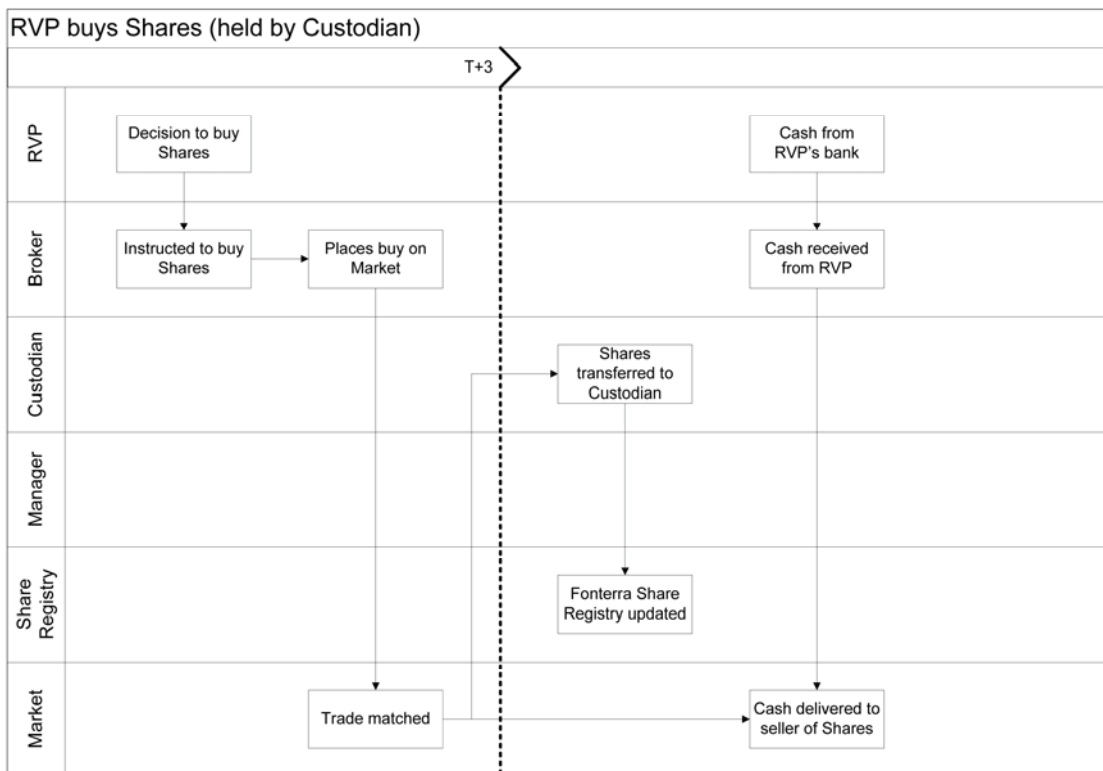 RVP buys Shares (held by Custodian)
T+3
RVP
Decision to buy
Shares
Cash from
RVP's bank
Broker
Instructed to buy
Shares
Places buy on
Market
Cash received
from RVP
Custodian
Shares
transferred to
Custodian
Manager
Share
Registry
Fonterra Share
Registry updated
Market
Trade matched
Cash delivered to
seller of Shares